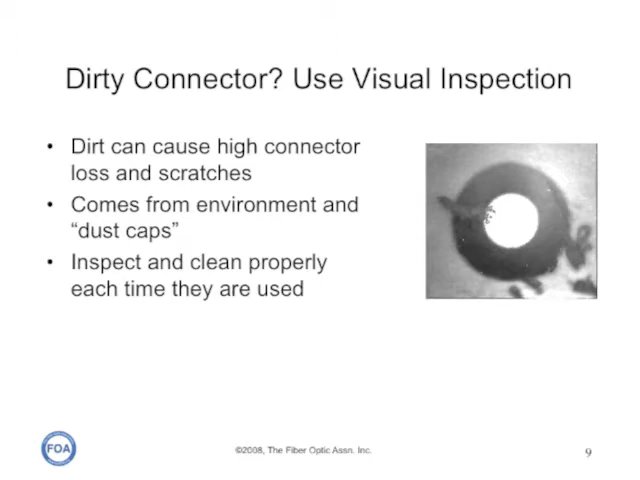 Dirty Connector? Use Visual Inspection
• Dirt can cause high connector
loss and scratches
• Comes from environment and
“dust caps”
• Inspect and clean properly
each time they are used
FOA
©2008, The Fiber Optic Assn. Inc.
9